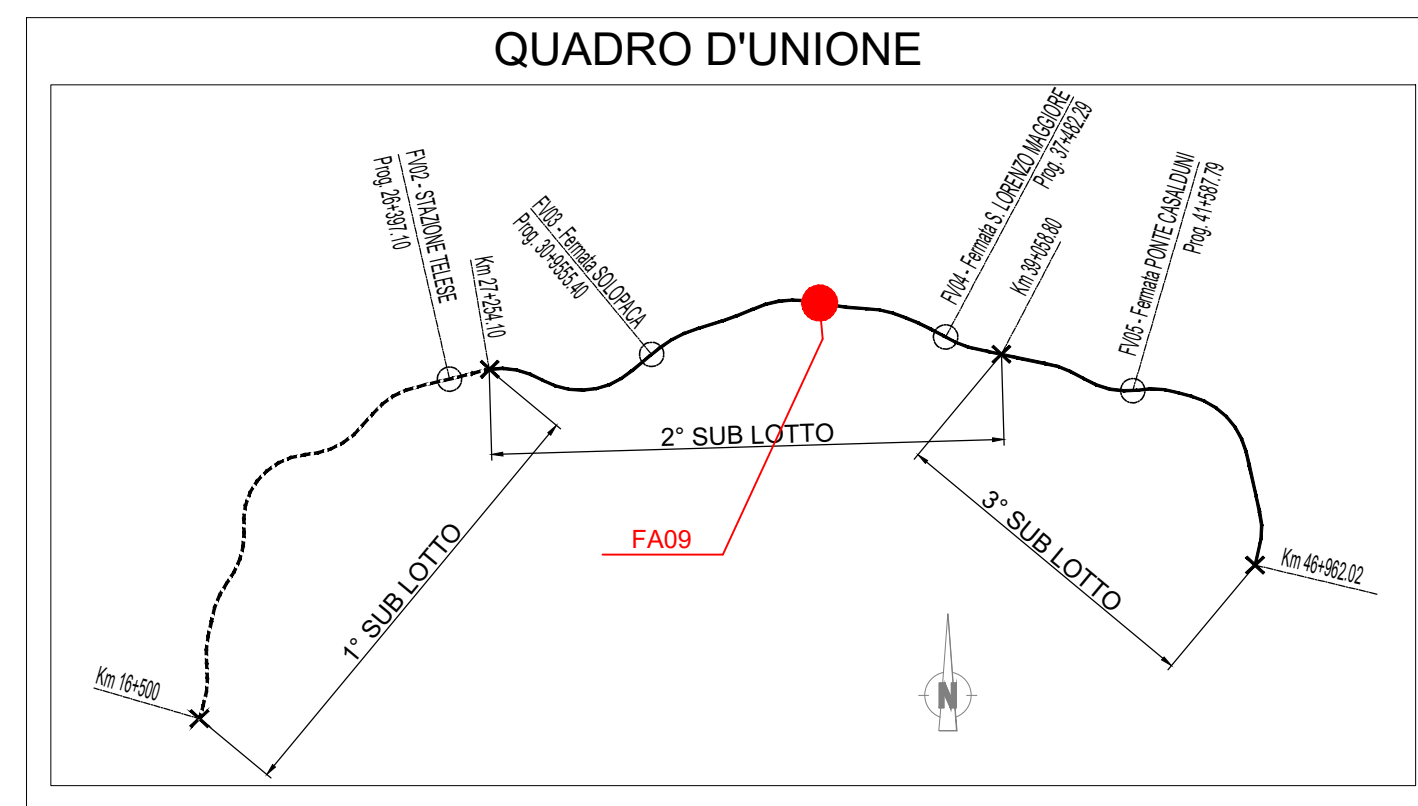 QUADRO D'UNIONE
FV02 - STAZIONE TELESE
Prog. 26+397.10
Km 27+254.10
FV03 - Fermata SOLOPACA
Prog. 30+9555.40
FV04 - Fermata S. LORENZO MAGGIORE
Prog. 37+482.29
Km 39+058.80
FV05 - Fermata PONTE CASALDUNI
Prog. 41+587.79
2° SUB LOTTO
FA09
1° SUB LOTTO
3° SUB LOTTO
Km 46+962.02
Km 16+500
N